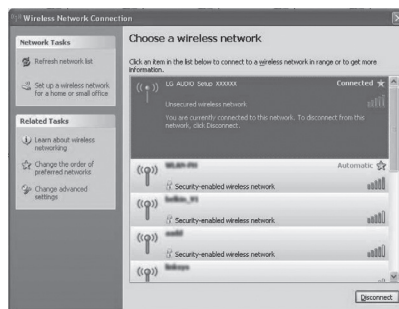 Wireless Network Connection
Network Tasks
Refresh network list
Set up a wireless network
for a home or small office
Related Tasks
Learn about wireless
networking
Change the order of
preferred networks
Change advanced
settings
Choose a wireless network
Click an item in the list below to connect to a wireless network in range or to get more
information.
LG AUDIO Setup XXXXXX
Connected
Unsecured wireless network
You are currently connected to this network. To disconnect from this
network, click Disconnect.
Automatic
Security-enabled wireless network
Security-enabled wireless network
Security-enabled wireless network
Disconnect